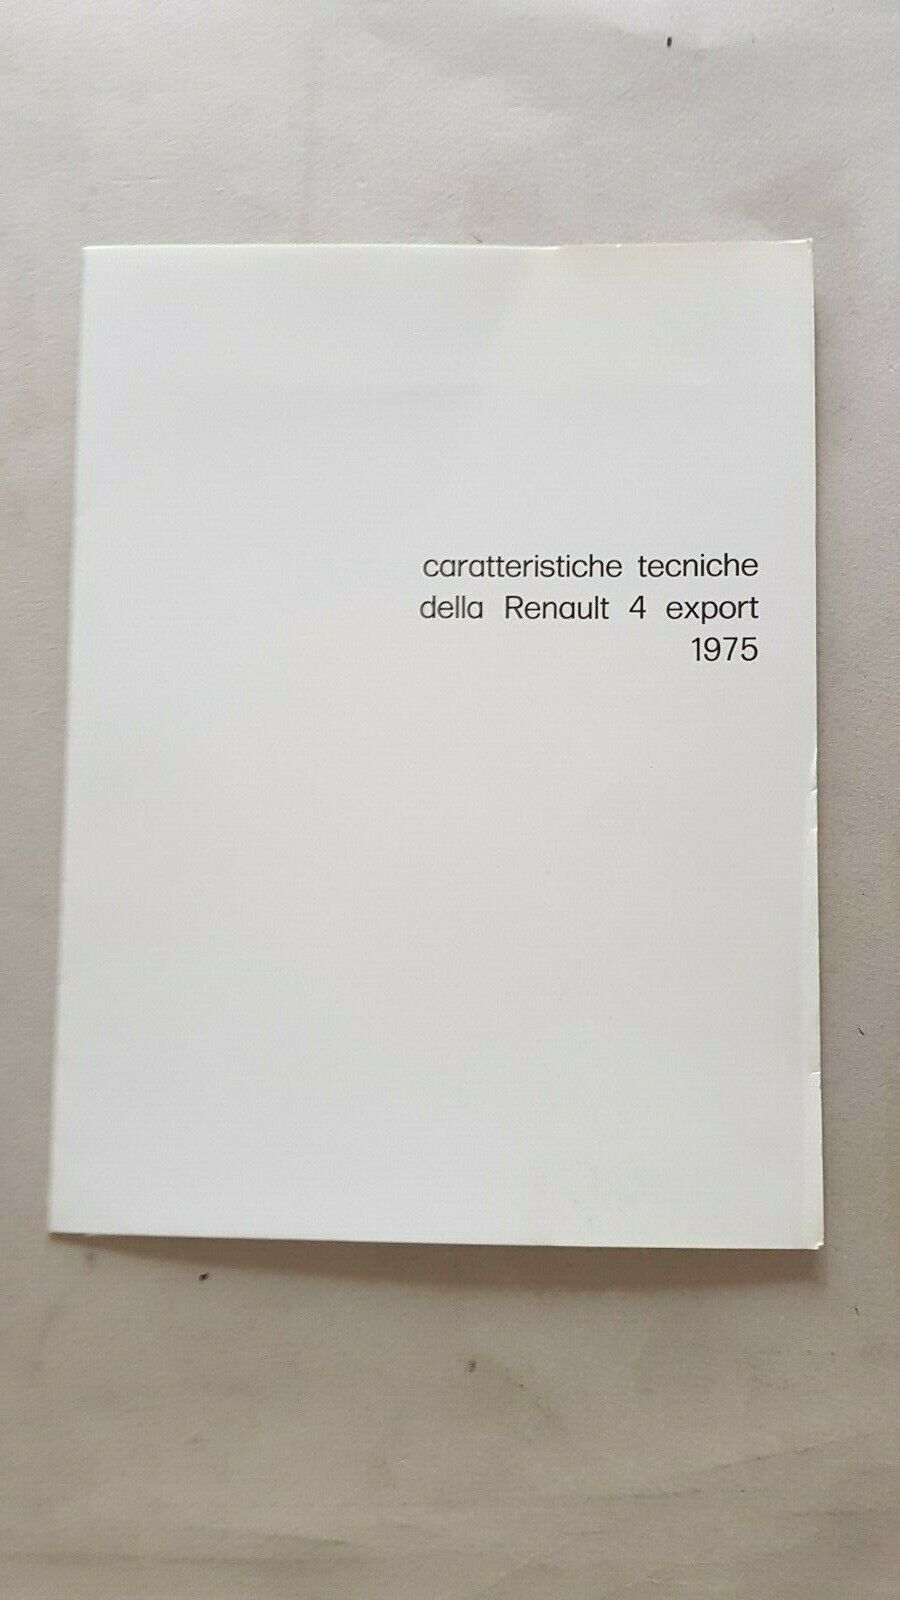 caratteristiche tecniche
della Renault 4 export
1975